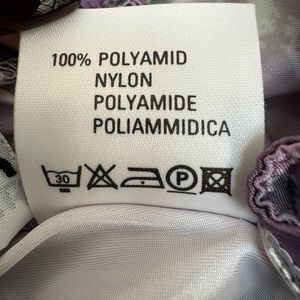 100% POLYAMID
NYLON
POLYAMIDE
POLIAMMIDICA
30 P